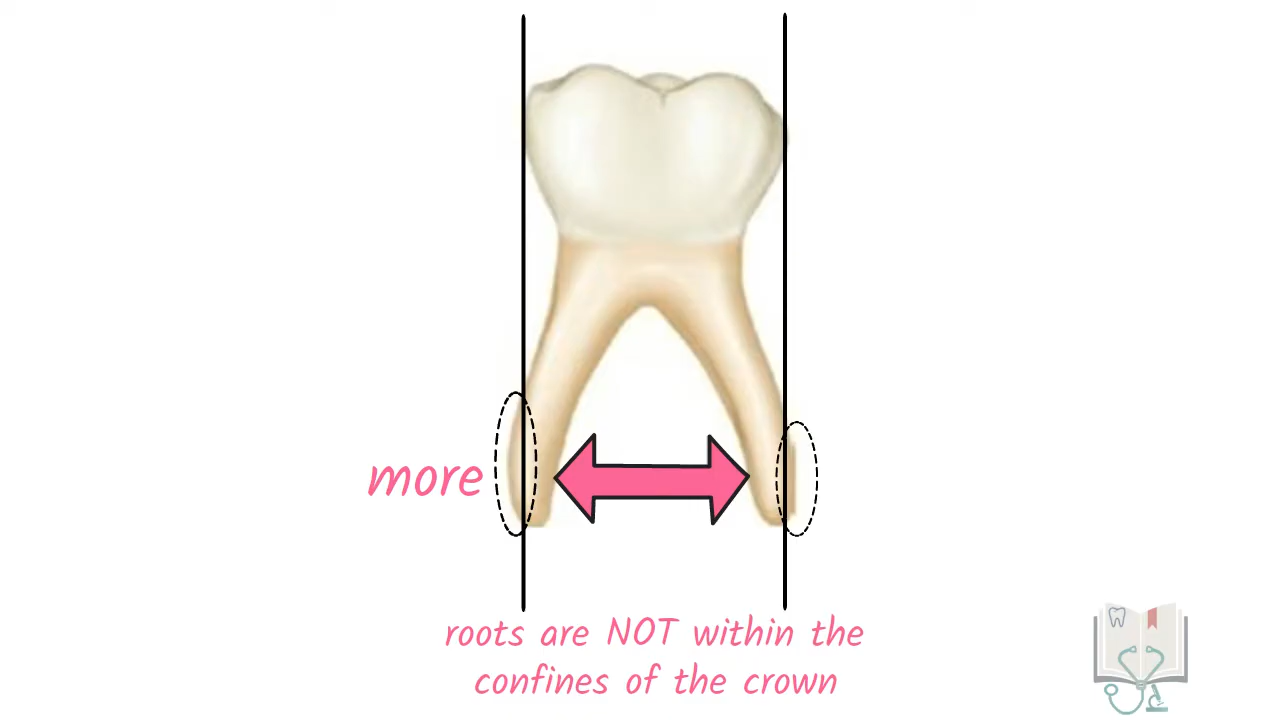 more
roots are NOT within the
confines of the crown